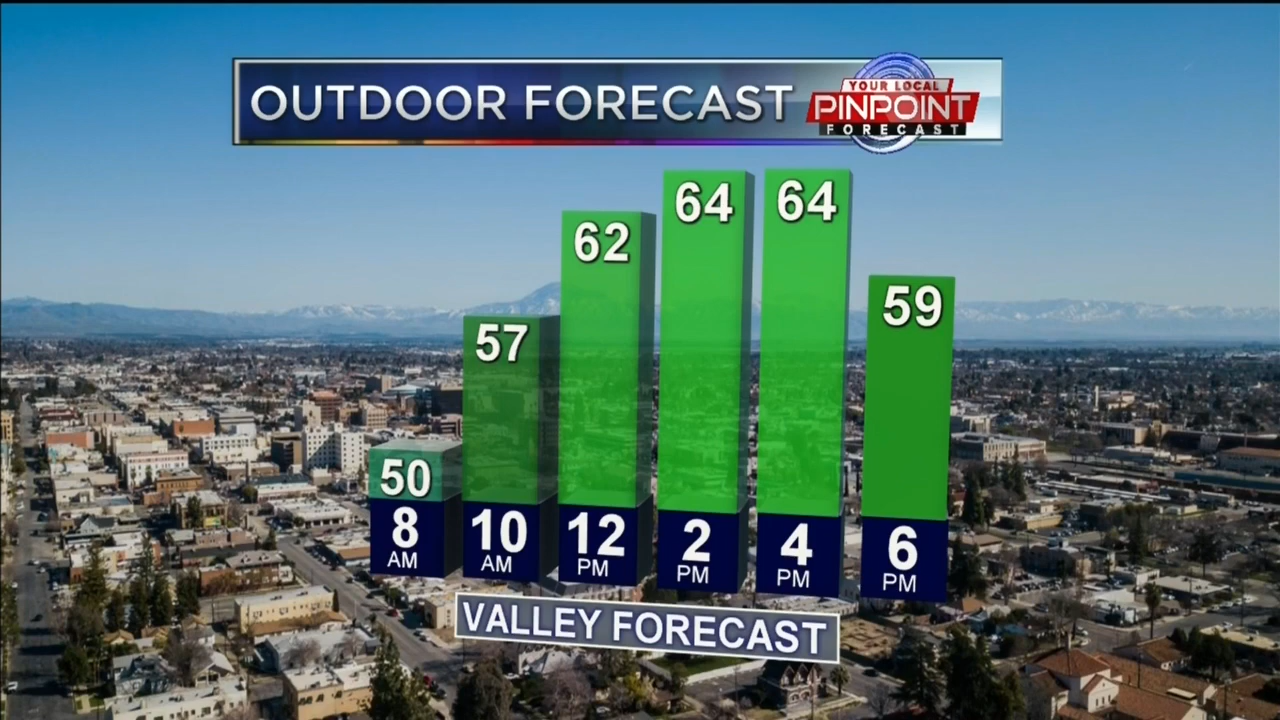 OUTDOOR FORECAST
YOUR LOCAL
PINPOINT
FORECAST
50
57
62
64
64
59
8
AM
10
AM
12
PM
2
PM
4
PM
6
PM
VALLEY FORECAST